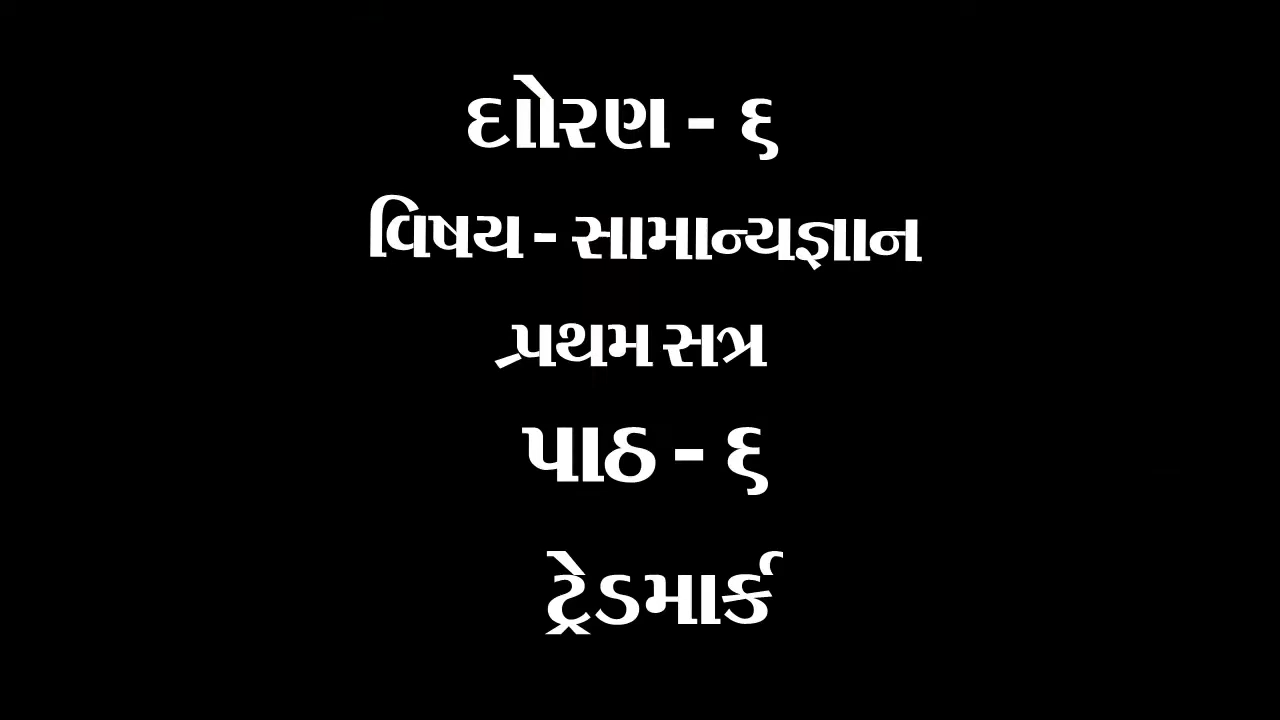 દાોરણ - ૬
વિષય - સામાન્યજ્ઞાન
પ્રથમ સત્ર
પાઠ - ૬
ટ્રેડમાર્ક